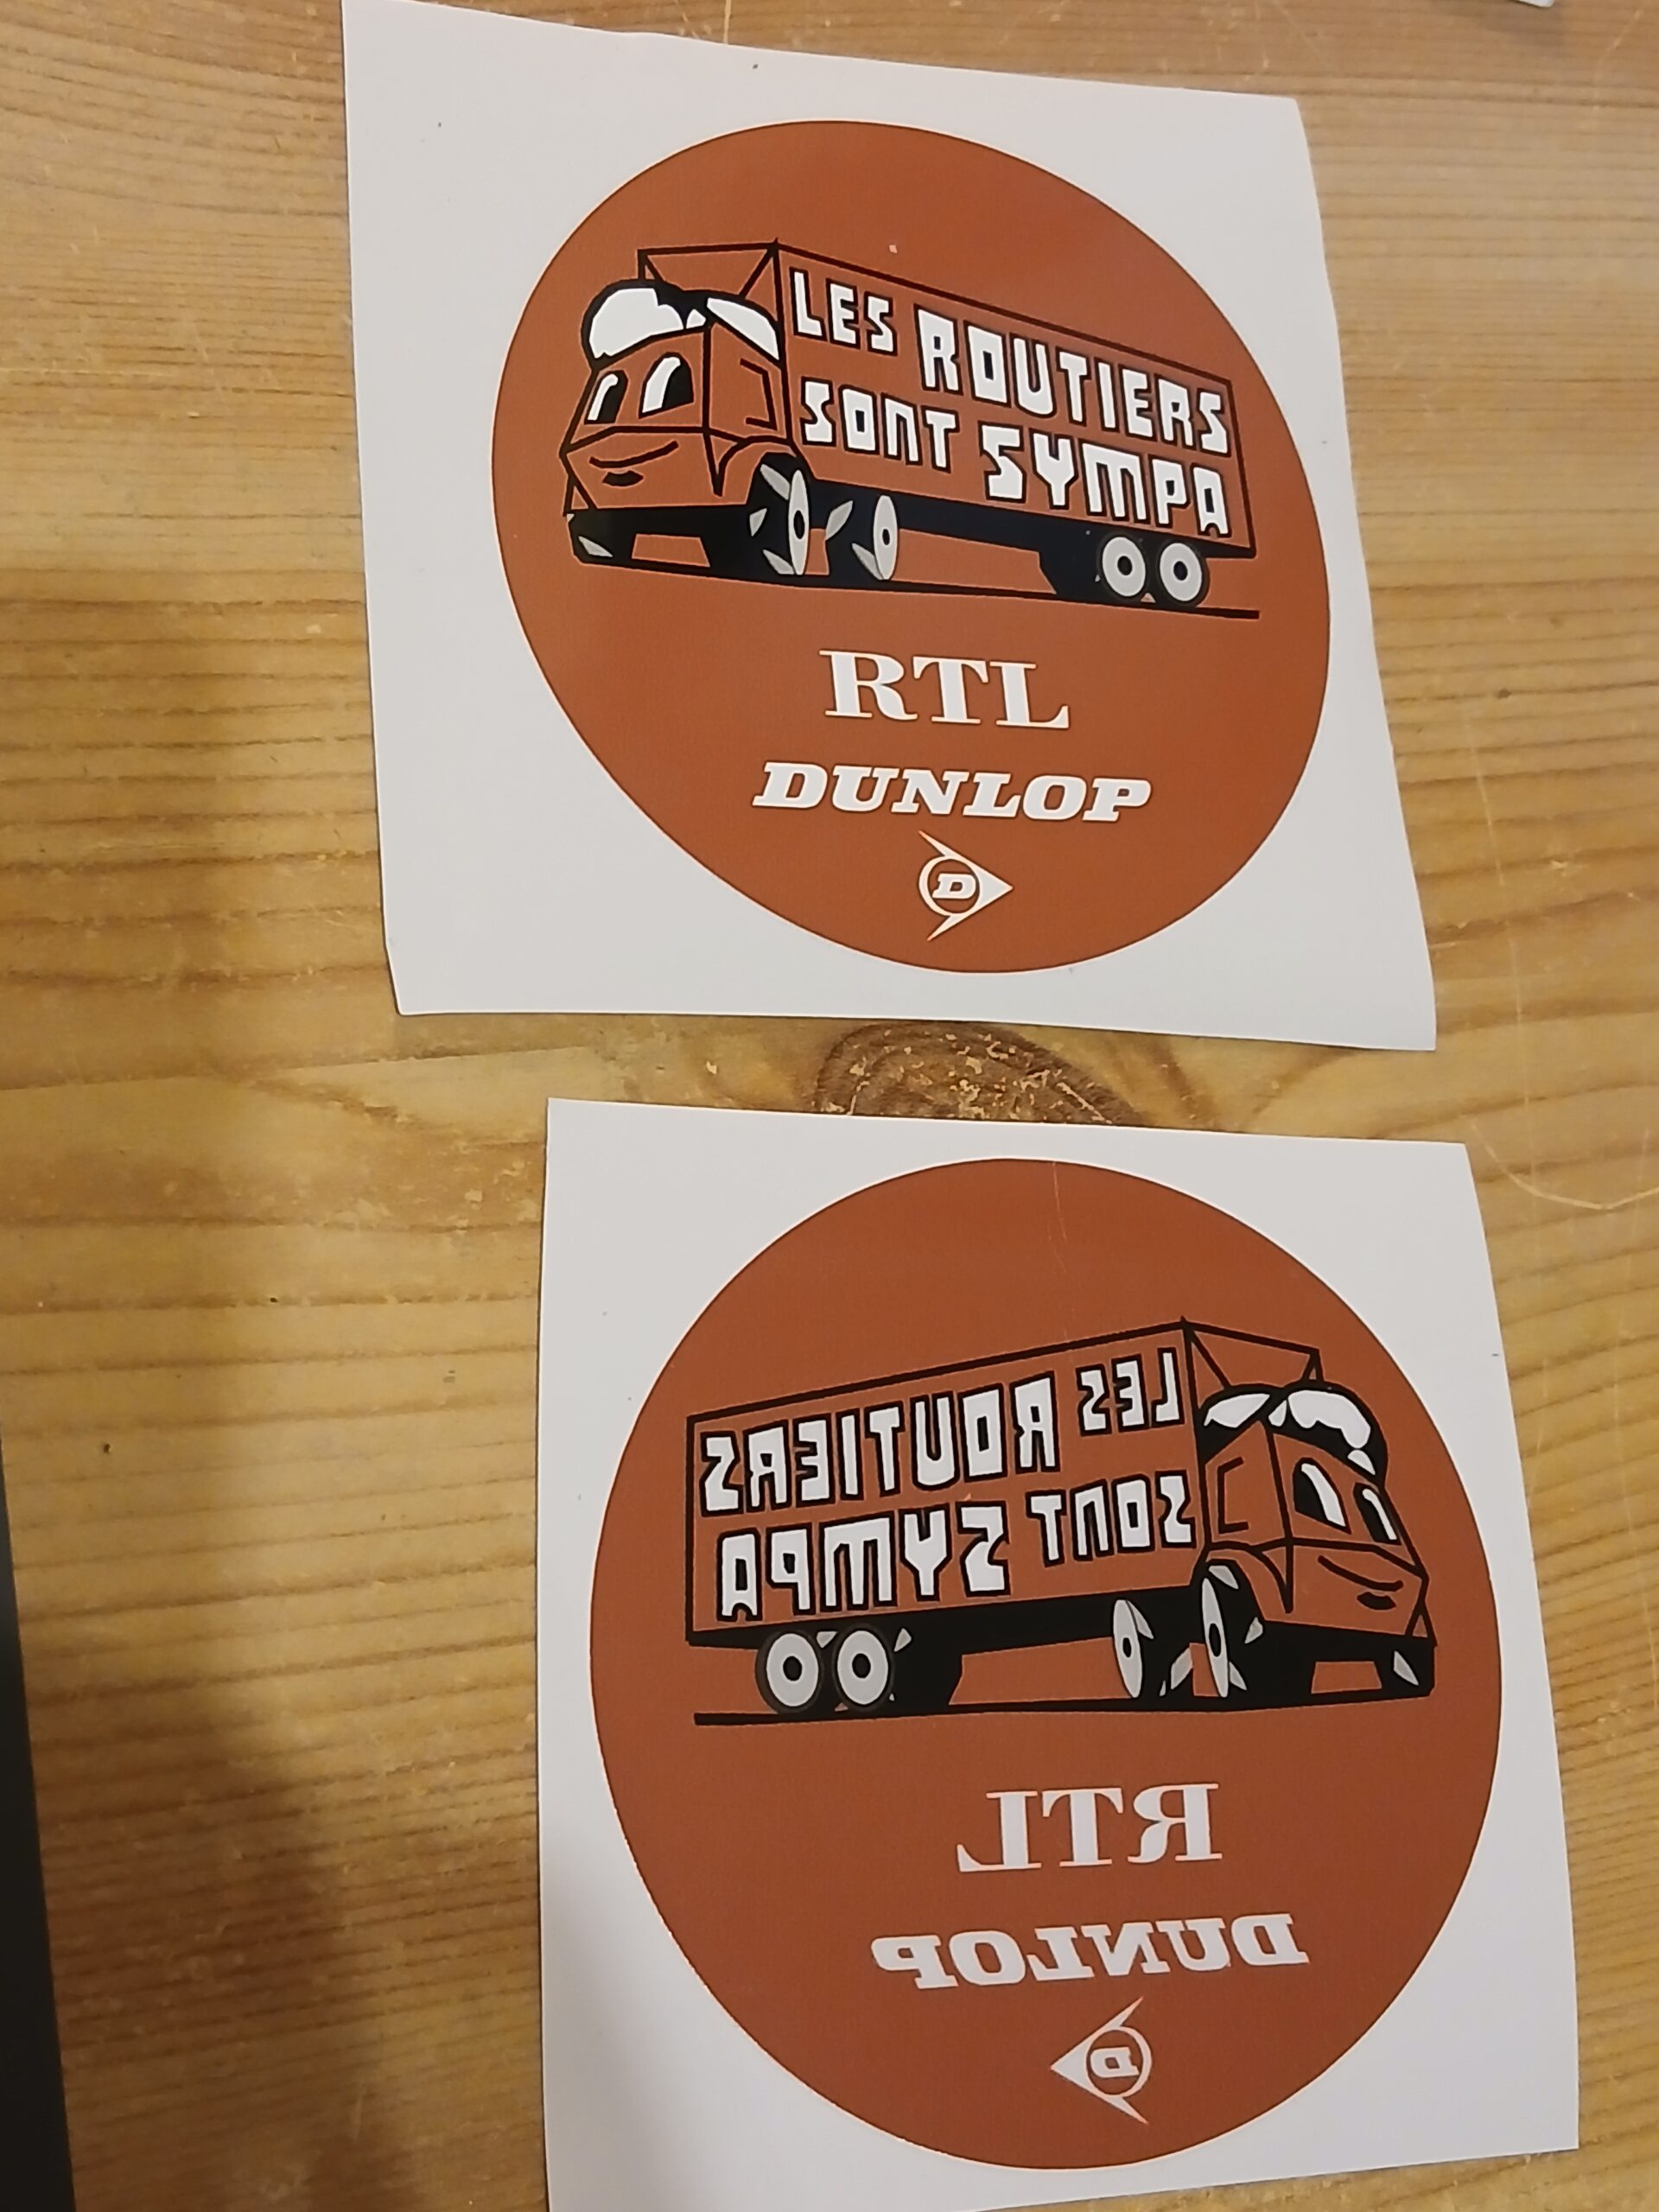 LES ROUTIERS
SONT SYMPA
RTL
DUNLOP
D
LES ROUTIERS
SONT SYMPA
RTL
DUNLOP
D